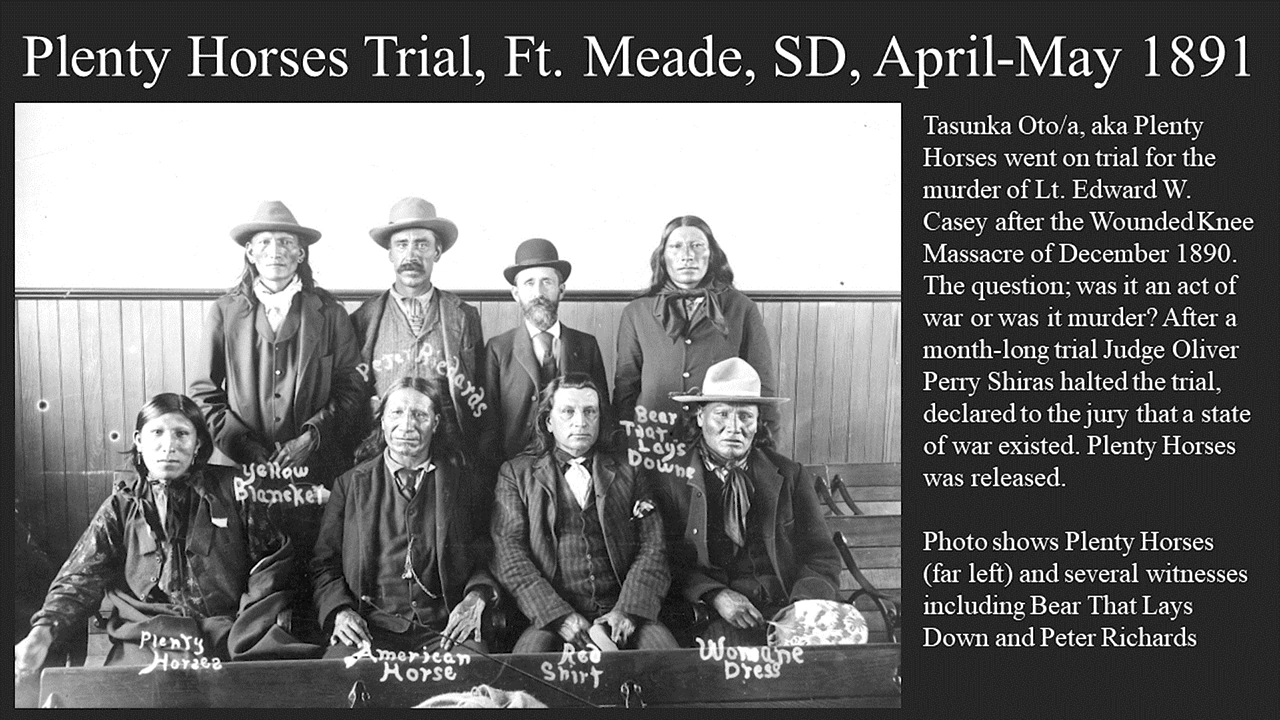 Plenty Horses Trial, Ft. Meade, SD, April-May 1891
Tasunka Oto/a, aka Plenty
Horses went on trial for the
murder of Lt. Edward W.
Casey after the Wounded Knee
Massacre of December 1890.
The question; was it an act of
war or was it murder? After a
month-long trial Judge Oliver
Perry Shiras halted the trial,
declared to the jury that a state
of war existed. Plenty Horses
was released.
Photo shows Plenty Horses
(far left) and several witnesses
including Bear That Lays
Down and Peter Richards
Peter Richards
Yellow
Blancket
Bear
That
Lay's
Downe
Plenty
Horses
American
Horse
Red
Shirt
Womane
Dress